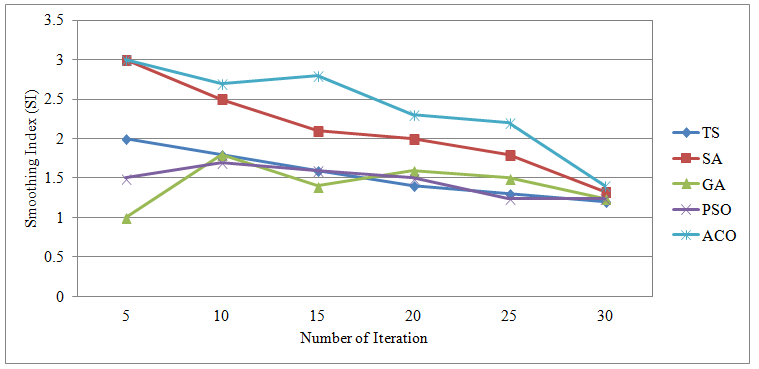 3.5
3
2.5
2
1.5
1
0.5
0
Smoothing Index (SI)
5 10 15 20 25 30
Number of Iteration
TS
SA
GA
PSO
ACO